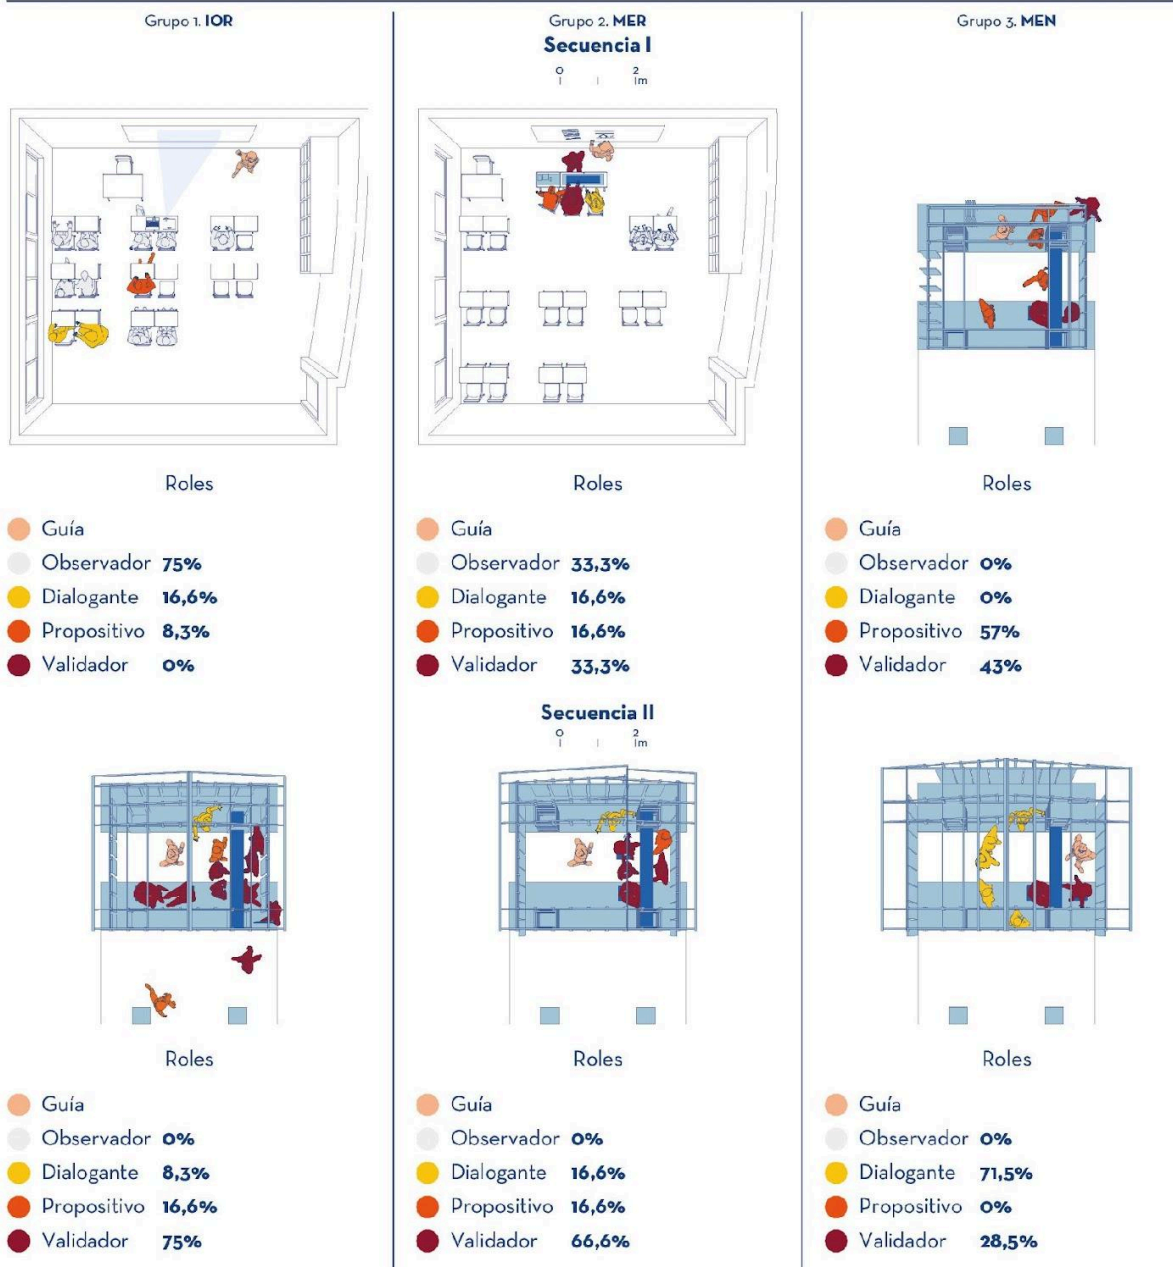 Grupo 1. IOR
Grupo 2. MER
Grupo 3. MEN
Secuencia I
0 2
m
Roles
Guía
Observador 75%
Dialogante 16,6%
Propositivo 8,3%
Validador 0%
Roles
Guía
Observador 33,3%
Dialogante 16,6%
Propositivo 16,6%
Validador 33,3%
Roles
Guía
Observador 0%
Dialogante 0%
Propositivo 57%
Validador 43%
Secuencia II
0 2
m
Roles
Guía
Observador 0%
Dialogante 8,3%
Propositivo 16,6%
Validador 75%
Roles
Guía
Observador 0%
Dialogante 16,6%
Propositivo 16,6%
Validador 66,6%
Roles
Guía
Observador 0%
Dialogante 71,5%
Propositivo 0%
Validador 28,5%